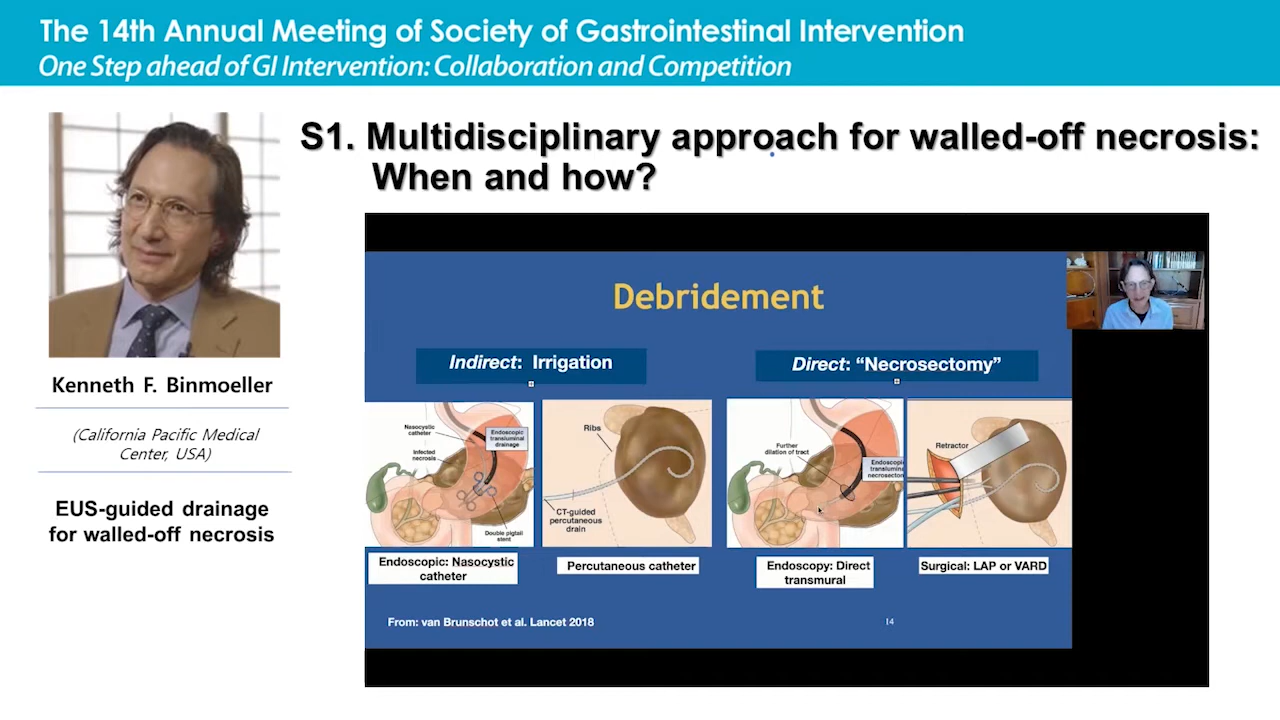 The 14th Annual Meeting of Society of Gastrointestinal Intervention
One Step ahead of GI Intervention: Collaboration and Competition
S1. Multidisciplinary approach for walled-off necrosis:
When and how?
Kenneth F. Binmoeller
(California Pacific Medical
Center, USA)
EUS-guided drainage
for walled-off necrosis
Debridement
Indirect: Irrigation
Direct: “Necrosectomy”
Nasocystic
catheter
Endoscopic
transluminal
drainage
Infected
necrosis
Double pigtail
stent
Ribs
CT-guided
percutaneous
drain
Further
dilation of tract
Endoscopic
translumina
necrosecton
Retractor
Endoscopic: Nasocystic
catheter
Percutaneous catheter
Endoscopy: Direct
transmural
Surgical: LAP or VARD
From: van Brunschot et al. Lancet 2018
14